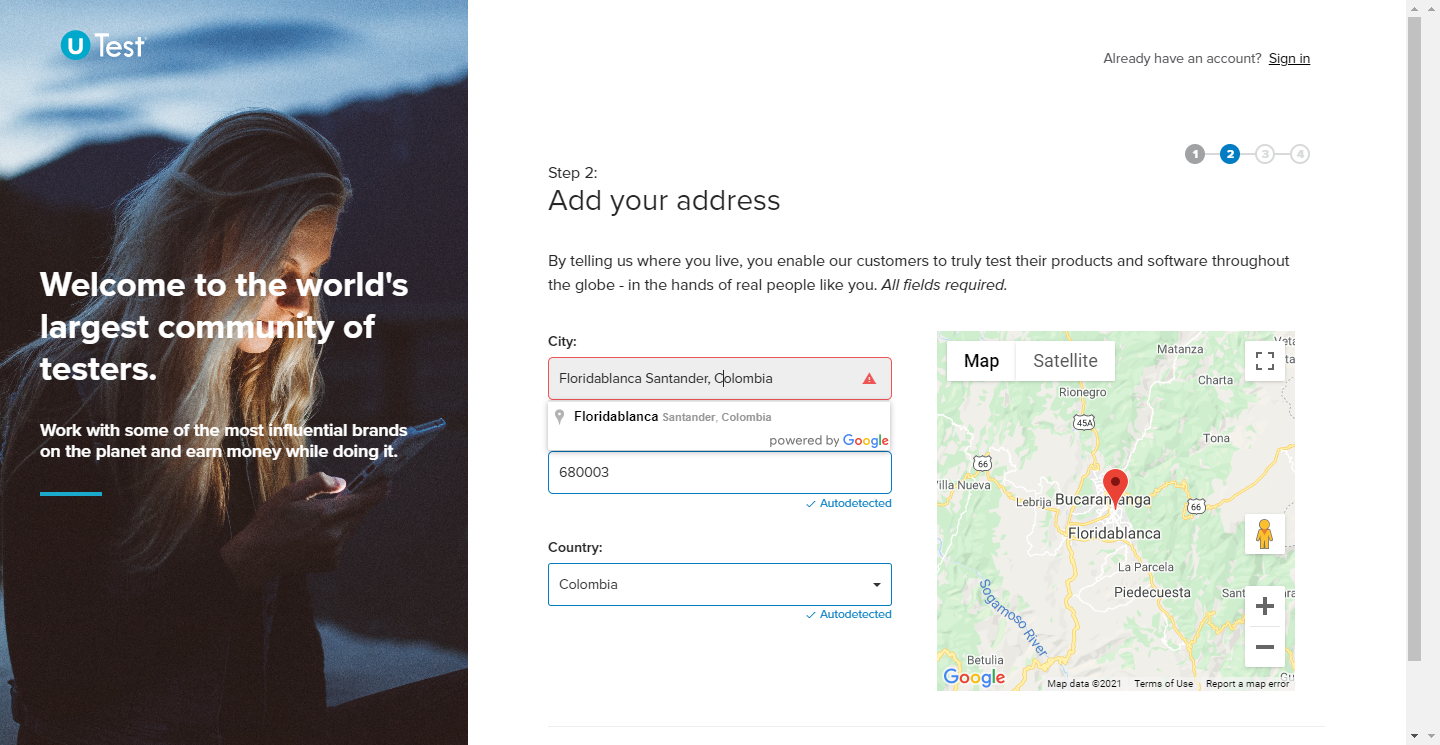 U Test
Already have an account? Sign in
1 2 3 4
Step 2:
Add your address
By telling us where you live, you enable our customers to truly test their products and software throughout
the globe - in the hands of real people like you. All fields required.
Welcome to the world's
largest community of
testers.
Work with some of the most influential brands
on the planet and earn money while doing it.
City:
Floridablanca Santander, Colombia
Floridablanca Santander, Colombia
powered by Google
680003
Autodetected
Country:
Colombia
Autodetected
Map Satellite
Matanza
Charta
Rionegro
45A
Tona
66
Villa Nueva
Lebrija
Bucaramanga
66
Floridablanca
La Parcela
Piedecuesta
Sogamoso River
Betulia
Google
Map data ©2021 Terms of Use Report a map error